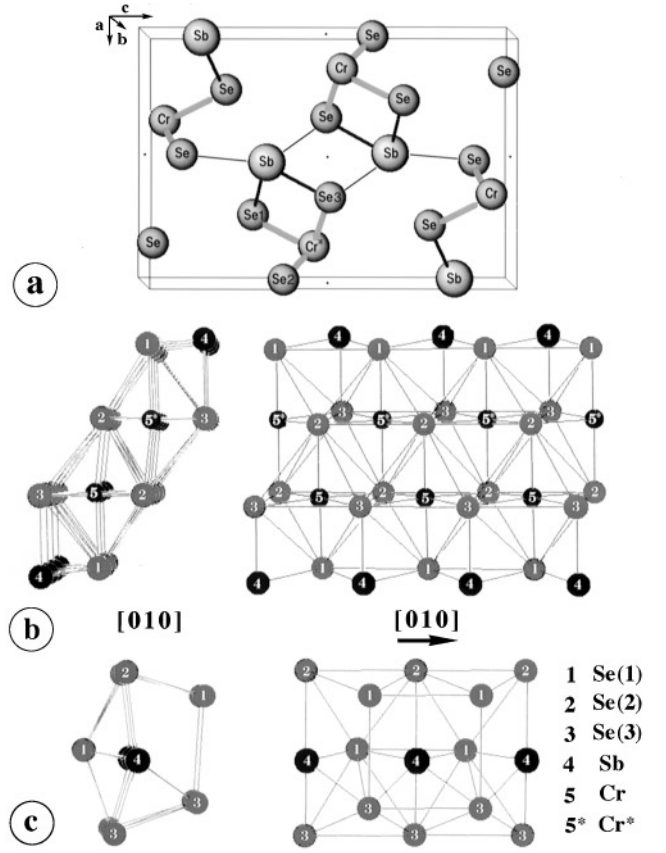 c
a
b
Sb Se
Cr Se
Se Se
Cr Se
Se Sb Sb Se
Se3 Cr
Se1 Se
Se Cr*
Se2 Sb
a
1 4 4 4 4
1 1 1 1
2 5* 3 5* 3 5* 3 5* 3 5*
2 2 2
3 5 2 2 5 2 5 2 5 2
3 3 3 3
1 1 1 1
4 4 4 4 4
b
[010] [010]
2 2 2 2 1 Se(1)
1 1 1 2 Se(2)
3 Se(3)
1 4 1 1 4 Sb
4 4 4
3 3 3 5 Cr
3 3 3 3 5* Cr*
c